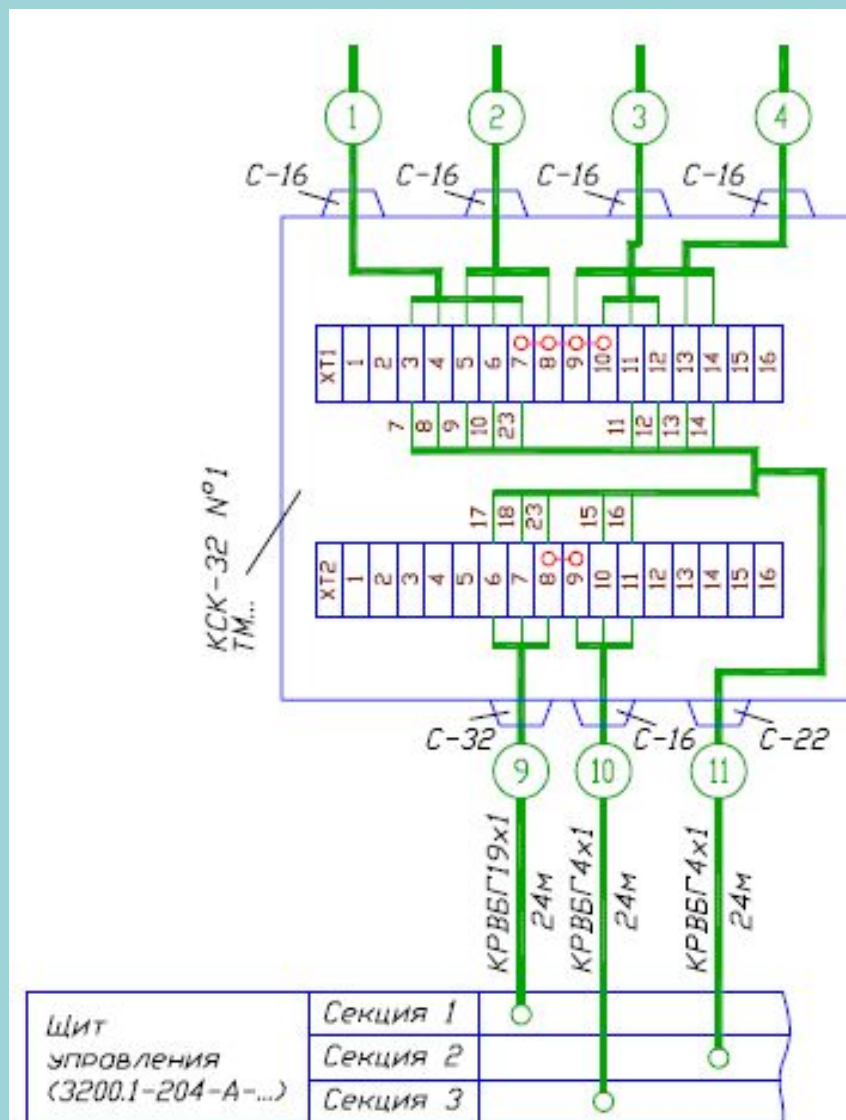 1 2 3 4
С-16 С-16 С-16 С-16
XT1 1 2 3 4 5 6 7 8 9 10 11 12 13 14 15 16
7 8 9 10 23 11 12 13 14
КСК-32 №1
ТМ...
17 18 23 15 16
XT2 1 2 3 4 5 6 7 8 9 10 11 12 13 14 15 16
С-32 С-16 С-22
9 10 11
КРВБГ19х1
24м
КРВБГ4х1
24м
КРВБГ4х1
24м
Щит
управления
(3200.1-204-А-...)
Секция 1
Секция 2
Секция 3